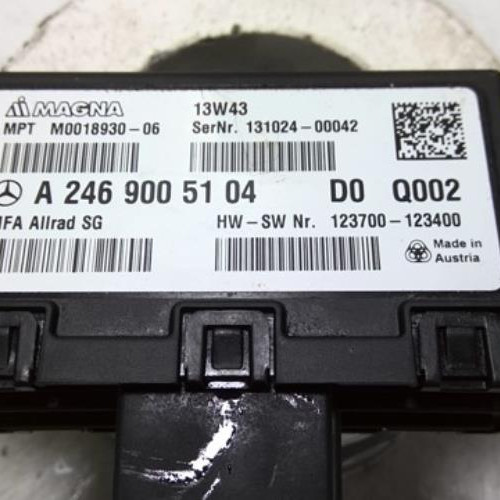 MAGNA 13W43
MPT M0018930-06 SerNr. 131024-00042
A 246 900 51 04 D0 Q002
MFA Allrad SG HW-SW Nr. 123700-123400
Made in
Austria